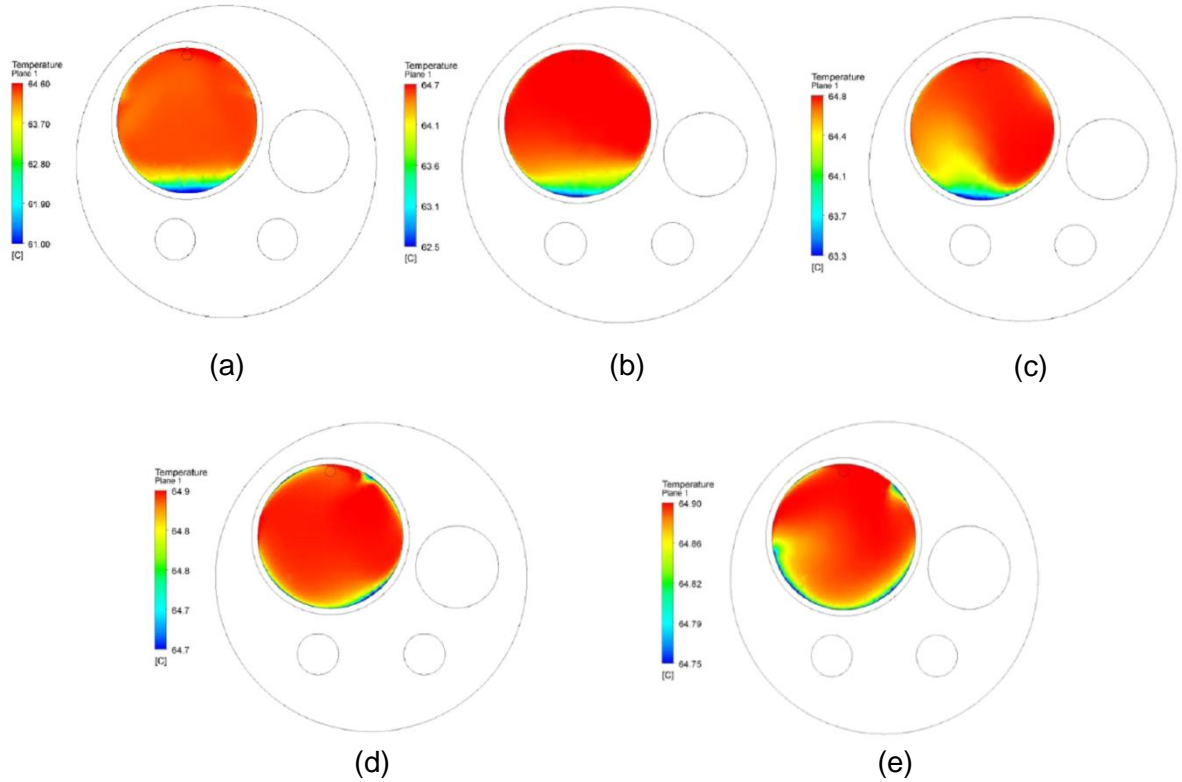 Temperature
Plane 1
64.60
63.70
62.80
61.90
61.00
[C]
(a)
Temperature
Plane 1
64.7
64.1
63.6
63.1
62.5
[C]
(b)
Temperature
Plane 1
64.8
64.4
64.1
63.7
63.3
[C]
(c)
Temperature
Plane 1
64.9
64.8
64.8
64.7
64.7
[C]
(d)
Temperature
Plane 1
64.90
64.86
64.82
64.79
64.75
[C]
(e)